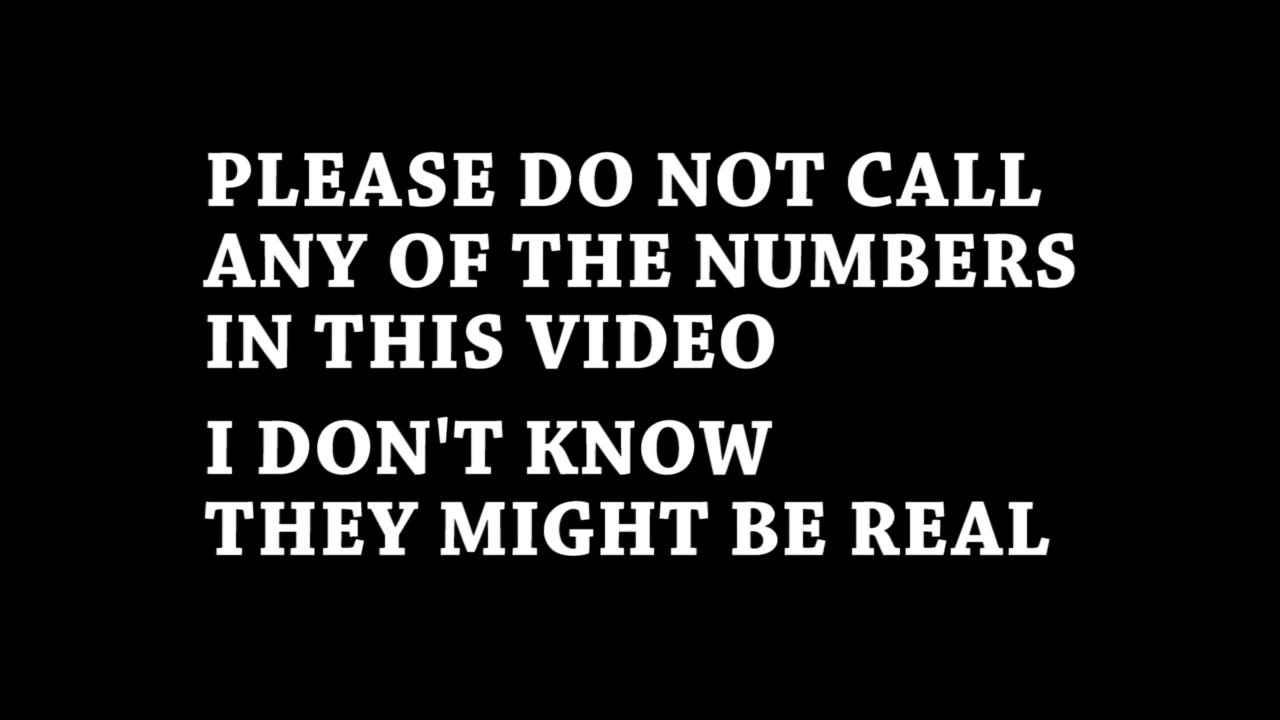 PLEASE DO NOT CALL
ANY OF THE NUMBERS
IN THIS VIDEO
I DON'T KNOW
THEY MIGHT BE REAL